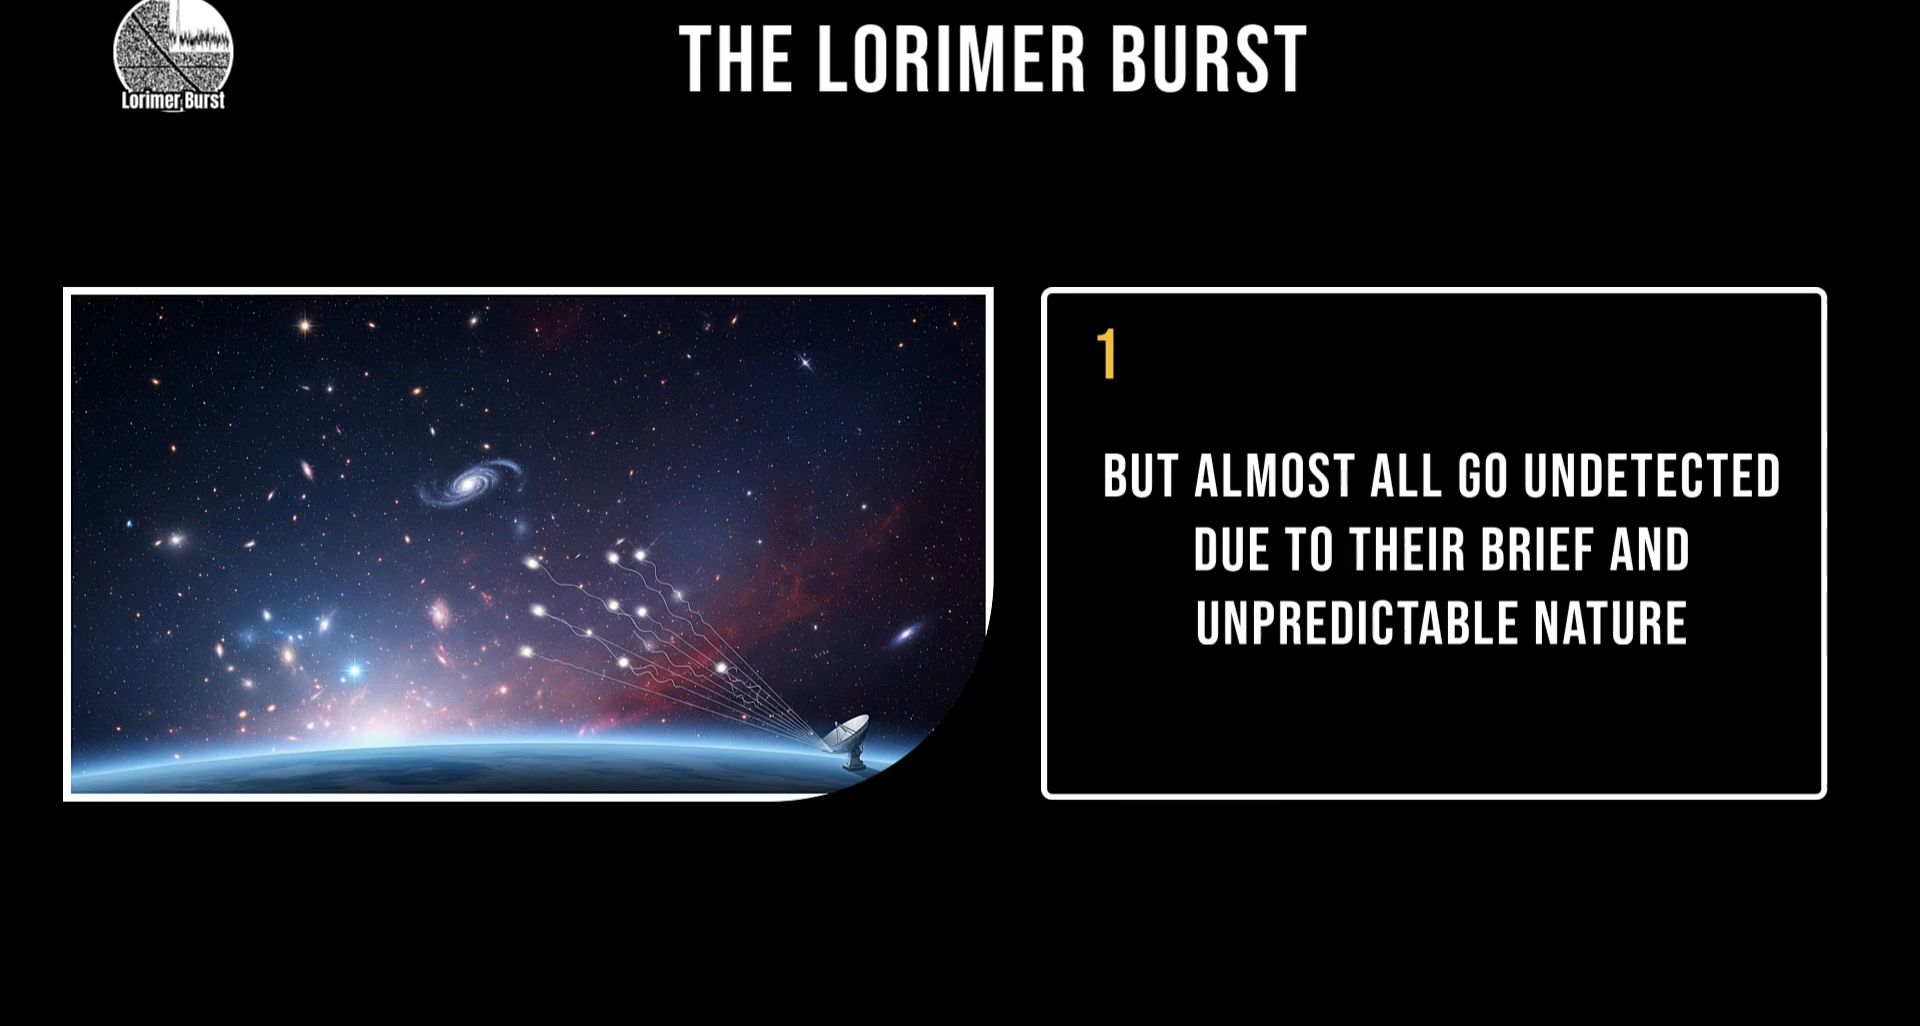 Lorimer Burst
THE LORIMER BURST
1
BUT ALMOST ALL GO UNDETECTED
DUE TO THEIR BRIEF AND
UNPREDICTABLE NATURE